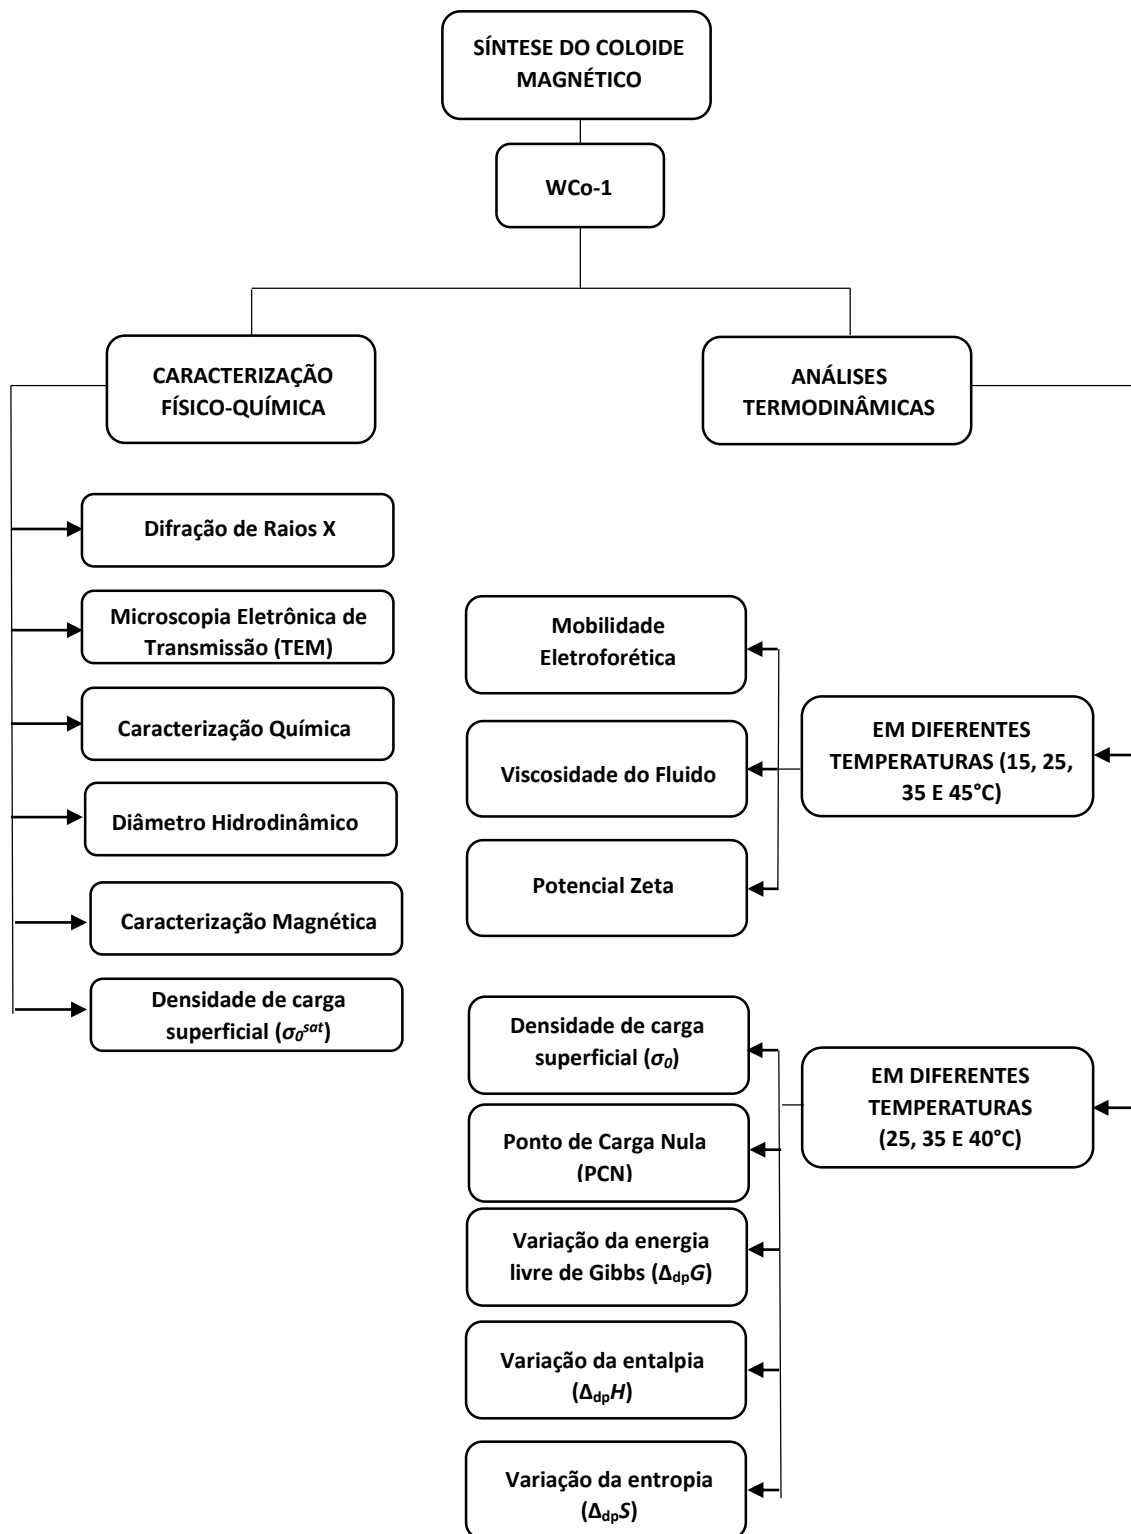 SÍNTESE DO COLOIDE
MAGNÉTICO
WCo-1
CARACTERIZAÇÃO
FÍSICO-QUÍMICA
ANÁLISES
TERMODINÂMICAS
Difração de Raios X
Microscopia Eletrônica de
Transmissão (TEM)
Caracterização Química
Diâmetro Hidrodinâmico
Caracterização Magnética
Densidade de carga
superficial (σ₀ˢᵃᵗ)
EM DIFERENTES
TEMPERATURAS (15, 25,
35 E 45°C)
Mobilidade
Eletroforética
Viscosidade do Fluido
Potencial Zeta
EM DIFERENTES
TEMPERATURAS
(25, 35 E 40°C)
Densidade de carga
superficial (σ₀)
Ponto de Carga Nula
(PCN)
Variação da energia
livre de Gibbs (Δdp​G)
Variação da entalpia
(ΔdpH)
Variação da entropia
(ΔdpS)